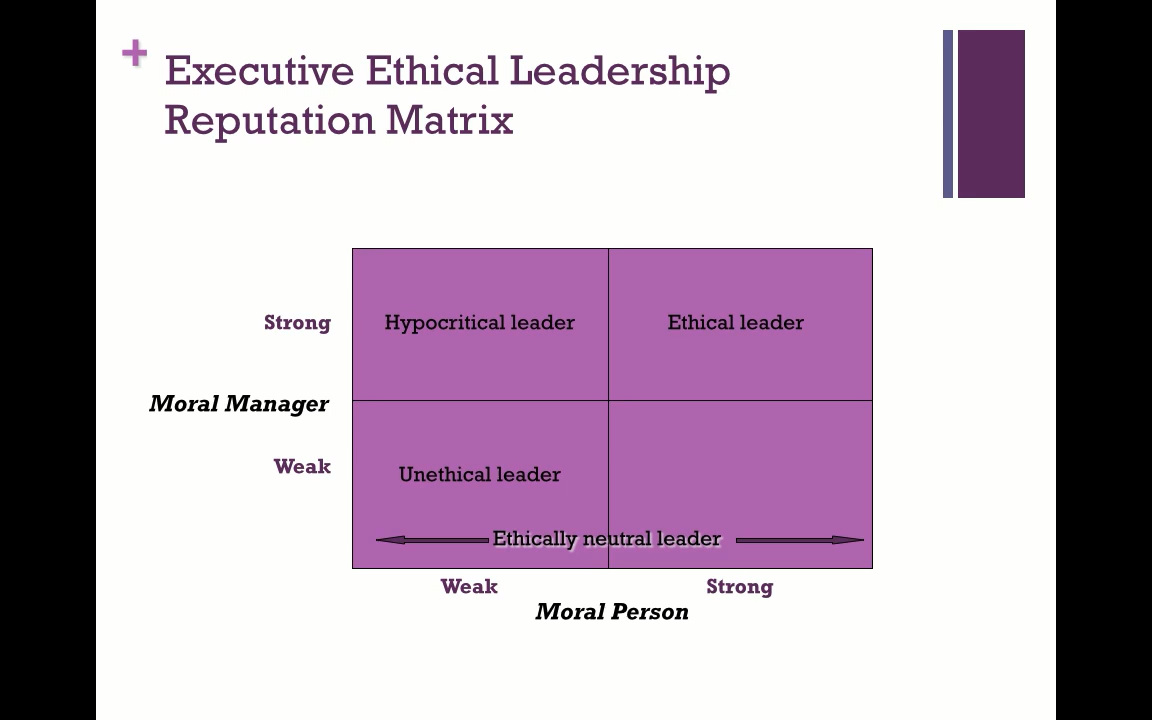 +
Executive Ethical Leadership
Reputation Matrix
Strong
Hypocritical leader
Ethical leader
Moral Manager
Weak
Unethical leader
Ethically neutral leader
Weak
Strong
Moral Person